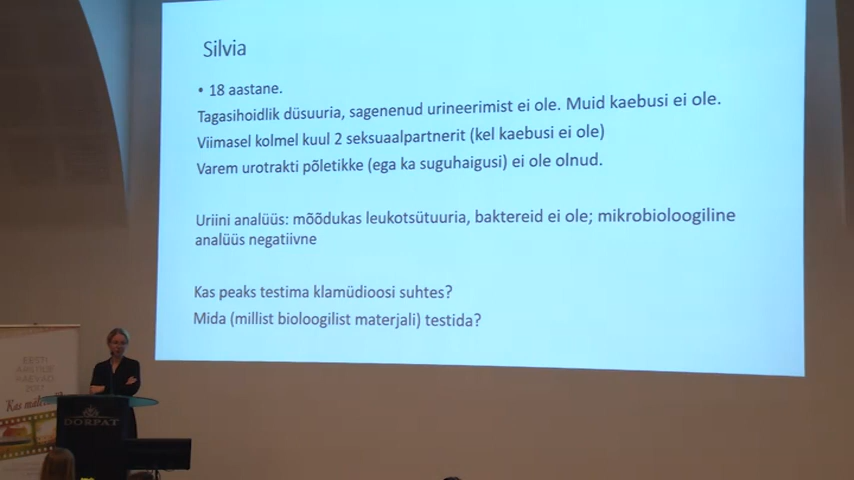 Silvia
• 18 aastane.
Tagasihoidlik düsuuria, sagenenud urineerimist ei ole. Muid kaebusi ei ole.
Viimasel kolmel kuul 2 seksuaalpartnerit (kel kaebusi ei ole)
Varem urotrakti põletikke (ega ka suguhaigusi) ei ole olnud.
Uriini analüüs: mõõdukas leukotsütuuria, baktereid ei ole; mikrobioloogiline
analüüs negatiivne
Kas peaks testima klamüdioosi suhtes?
Mida (millist bioloogilist materjali) testida?
EESTI
DORPAT